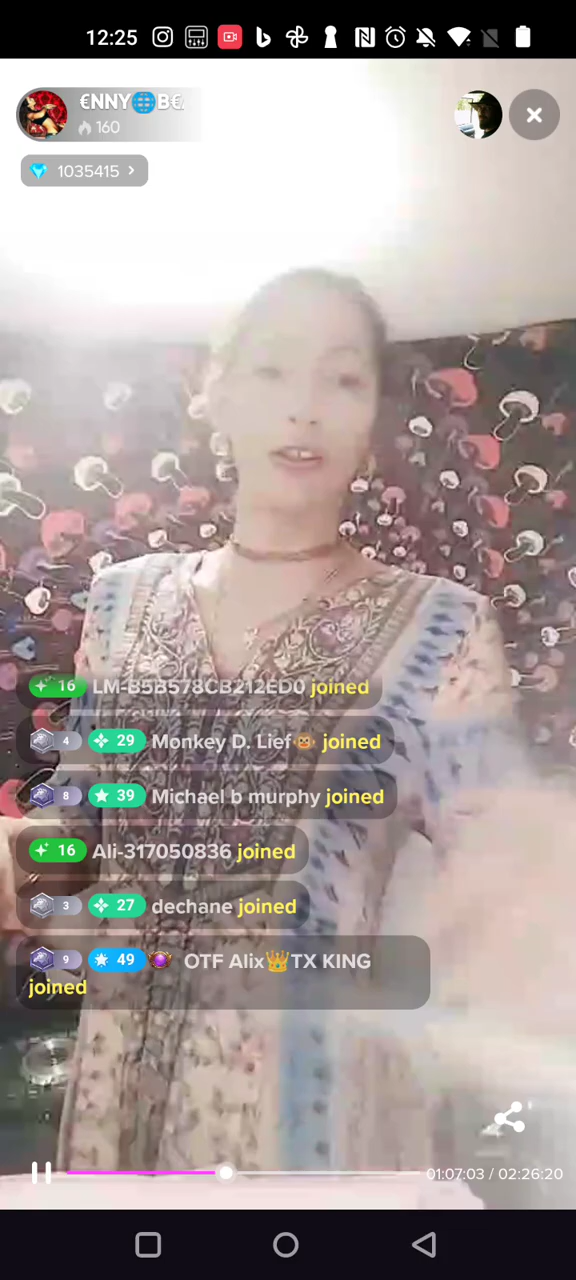 12:25
€NNY🌐B€
160
1035415 >
16 LM-B5B578CB212ED0 joined
4 29 Monkey D. Lief🐵 joined
8 39 Michael b murphy joined
16 Ali-317050836 joined
3 27 dechane joined
9 49 OTF Alix👑TX KING
joined
01:07:03 / 02:26:20